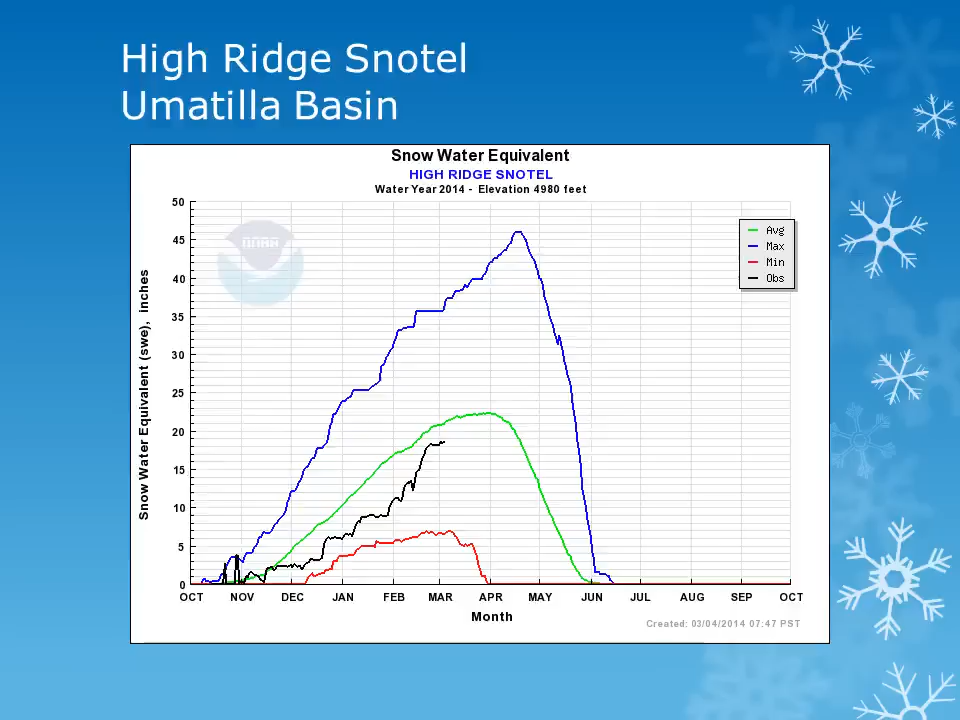 High Ridge Snotel
Umatilla Basin
Snow Water Equivalent
HIGH RIDGE SNOTEL
Water Year 2014 - Elevation 4980 feet
Snow Water Equivalent (swe), inches
50
45
40
35
30
25
20
15
10
5
0
NOAA
Avg
Max
Min
Obs
OCT NOV DEC JAN FEB MAR APR MAY JUN JUL AUG SEP OCT
Month
Created: 03/04/2014 07:47 PST